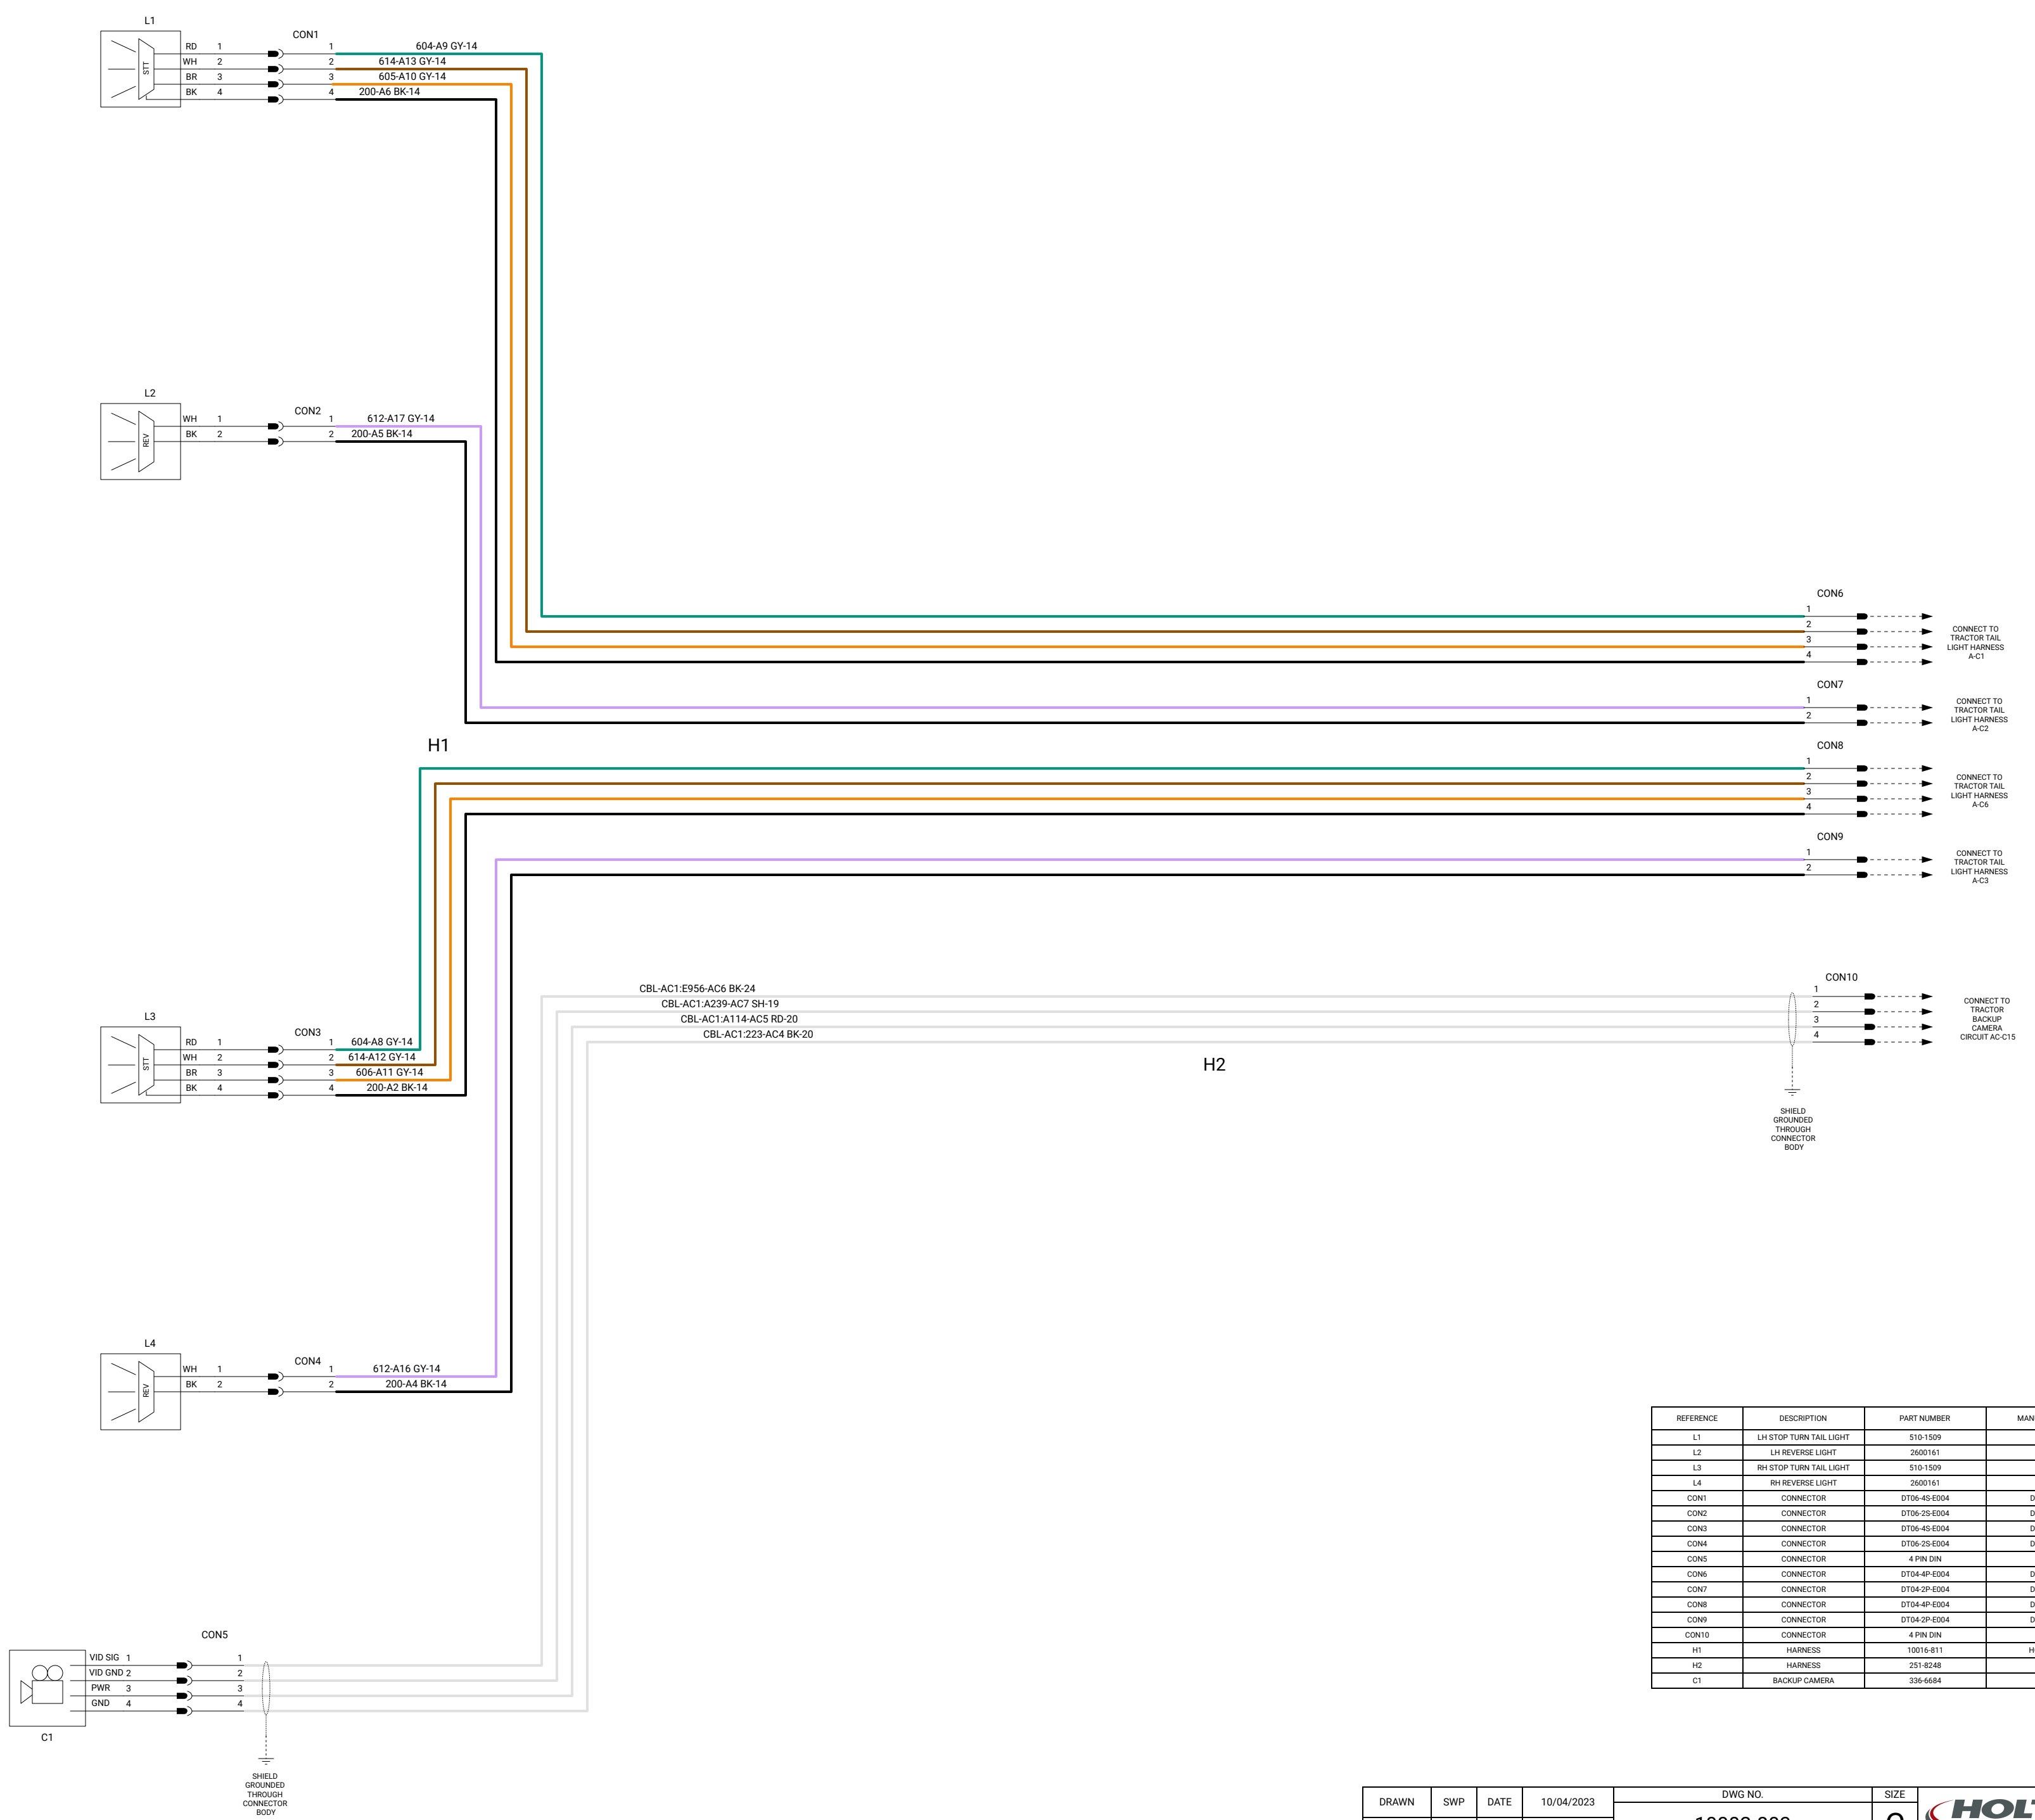 L1
STT
RD 1
WH 2
BR 3
BK 4
CON1
1 604-A9 GY-14
2 614-A13 GY-14
3 605-A10 GY-14
4 200-A6 BK-14
L2
REV
WH 1
BK 2
CON2
1 612-A17 GY-14
2 200-A5 BK-14
CON6
1
2
3
4
CONNECT TO
TRACTOR TAIL
LIGHT HARNESS
A-C1
CON7
1
2
CONNECT TO
TRACTOR TAIL
LIGHT HARNESS
A-C2
H1
CON8
1
2
3
4
CONNECT TO
TRACTOR TAIL
LIGHT HARNESS
A-C6
CON9
1
2
CONNECT TO
TRACTOR TAIL
LIGHT HARNESS
A-C3
CBL-AC1:E956-AC6 BK-24
CBL-AC1:A239-AC7 SH-19
CBL-AC1:A114-AC5 RD-20
CBL-AC1:223-AC4 BK-20
H2
CON10
1
2
3
4
CONNECT TO
TRACTOR
BACKUP
CAMERA
CIRCUIT AC-C15
SHIELD
GROUNDED
THROUGH
CONNECTOR
BODY
L3
STT
RD 1
WH 2
BR 3
BK 4
CON3
1 604-A8 GY-14
2 614-A12 GY-14
3 606-A11 GY-14
4 200-A2 BK-14
L4
REV
WH 1
BK 2
CON4
1 612-A16 GY-14
2 200-A4 BK-14
CON5
VID SIG 1 1
VID GND 2 2
PWR 3 3
GND 4 4
C1
SHIELD
GROUNDED
THROUGH
CONNECTOR
BODY
REFERENCE DESCRIPTION PART NUMBER
L1 LH STOP TURN TAIL LIGHT 510-1509
L2 LH REVERSE LIGHT 2600161
L3 RH STOP TURN TAIL LIGHT 510-1509
L4 RH REVERSE LIGHT 2600161
CON1 CONNECTOR DT06-4S-E004 D
CON2 CONNECTOR DT06-2S-E004 D
CON3 CONNECTOR DT06-4S-E004 D
CON4 CONNECTOR DT06-2S-E004 D
CON5 CONNECTOR 4 PIN DIN
CON6 CONNECTOR DT04-4P-E004 D
CON7 CONNECTOR DT04-2P-E004 D
CON8 CONNECTOR DT04-4P-E004 D
CON9 CONNECTOR DT04-2P-E004 D
CON10 CONNECTOR 4 PIN DIN
H1 HARNESS 10016-811 H
H2 HARNESS 251-8248
C1 BACKUP CAMERA 336-6684
DRAWN SWP DATE 10/04/2023 DWG NO. SIZE